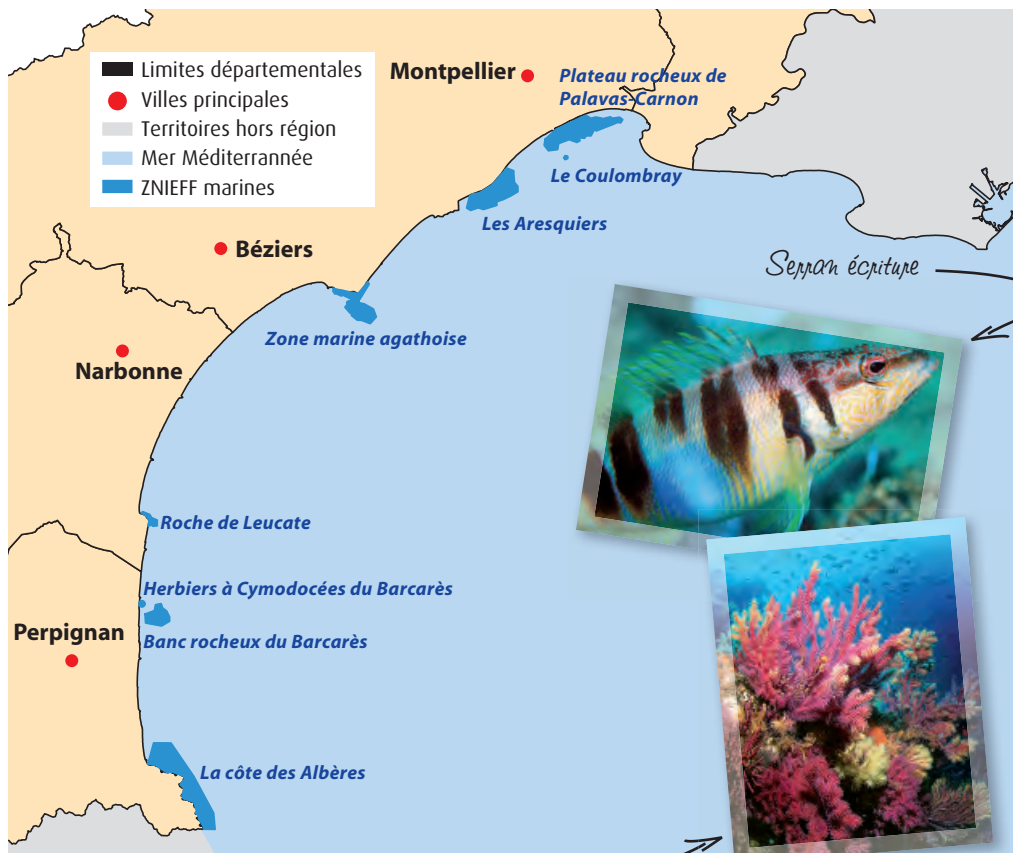 Limites départementales
Villes principales
Territoires hors région
Mer Méditerrannée
ZNIEFF marines
Montpellier
Plateau rocheux de
Palavas-Carnon
Le Coulombray
Les Aresquiers
Béziers
Serran écriture
Zone marine agathoise
Narbonne
Roche de Leucate
Herbiers à Cymodocées du Barcarès
Perpignan
Banc rocheux du Barcarès
La côte des Albères